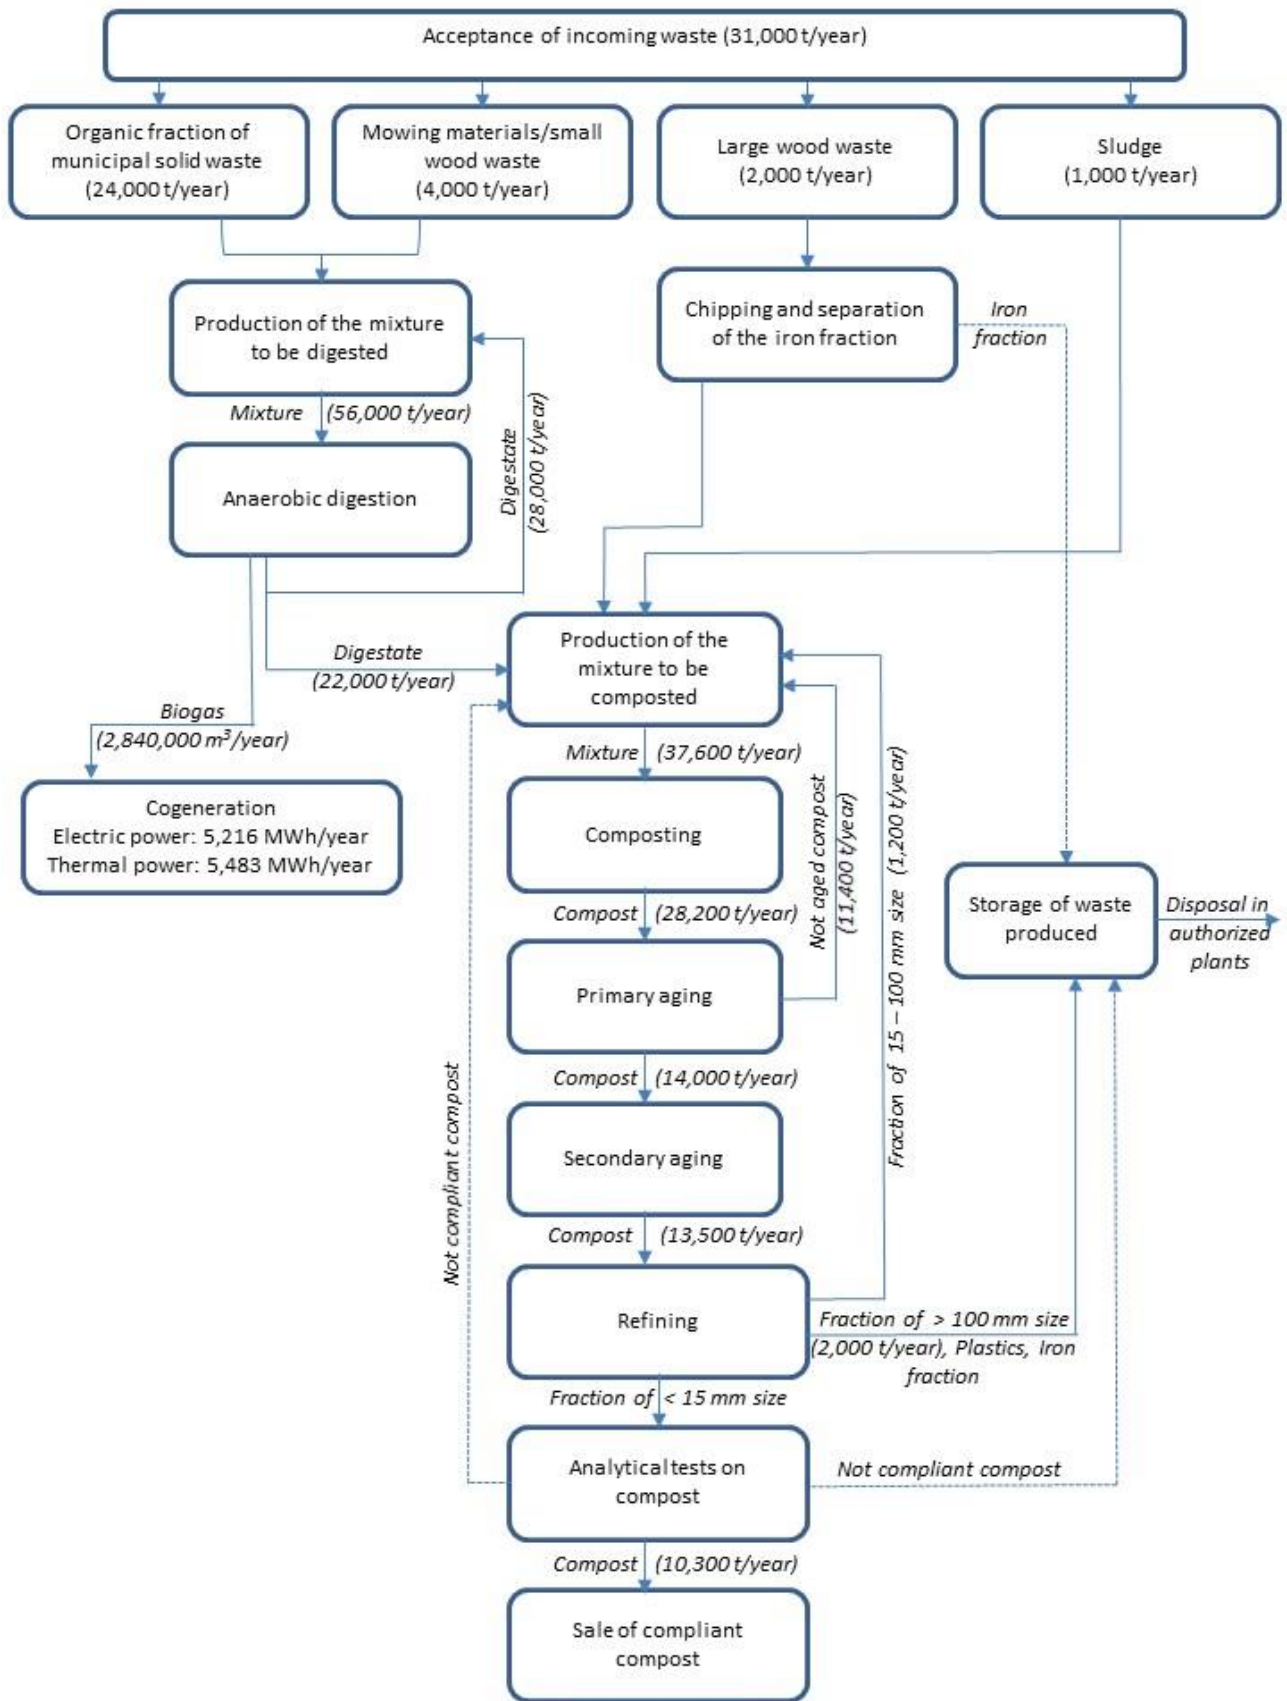 Acceptance of incoming waste (31,000 t/year)
Organic fraction of
municipal solid waste
(24,000 t/year)
Mowing materials/small
wood waste
(4,000 t/year)
Large wood waste
(2,000 t/year)
Sludge
(1,000 t/year)
Production of the mixture
to be digested
Chipping and separation
of the iron fraction
Iron
fraction
Mixture (56,000 t/year)
Digestate
(28,000 t/year)
Anaerobic digestion
Production of the
mixture to be
composted
Digestate
(22,000 t/year)
Biogas
(2,840,000 m³/year)
Mixture (37,600 t/year)
Cogeneration
Electric power: 5,216 MWh/year
Thermal power: 5,483 MWh/year
Composting
Not aged compost
(11,400 t/year)
Fraction of 15 – 100 mm size (1,200 t/year)
Compost (28,200 t/year)
Storage of waste
produced
Disposal in
authorized
plants
Primary aging
Compost (14,000 t/year)
Not compliant compost
Secondary aging
Compost (13,500 t/year)
Refining
Fraction of > 100 mm size
(2,000 t/year), Plastics, Iron
fraction
Fraction of < 15 mm size
Analytical tests on
compost
Not compliant compost
Compost (10,300 t/year)
Sale of compliant
compost